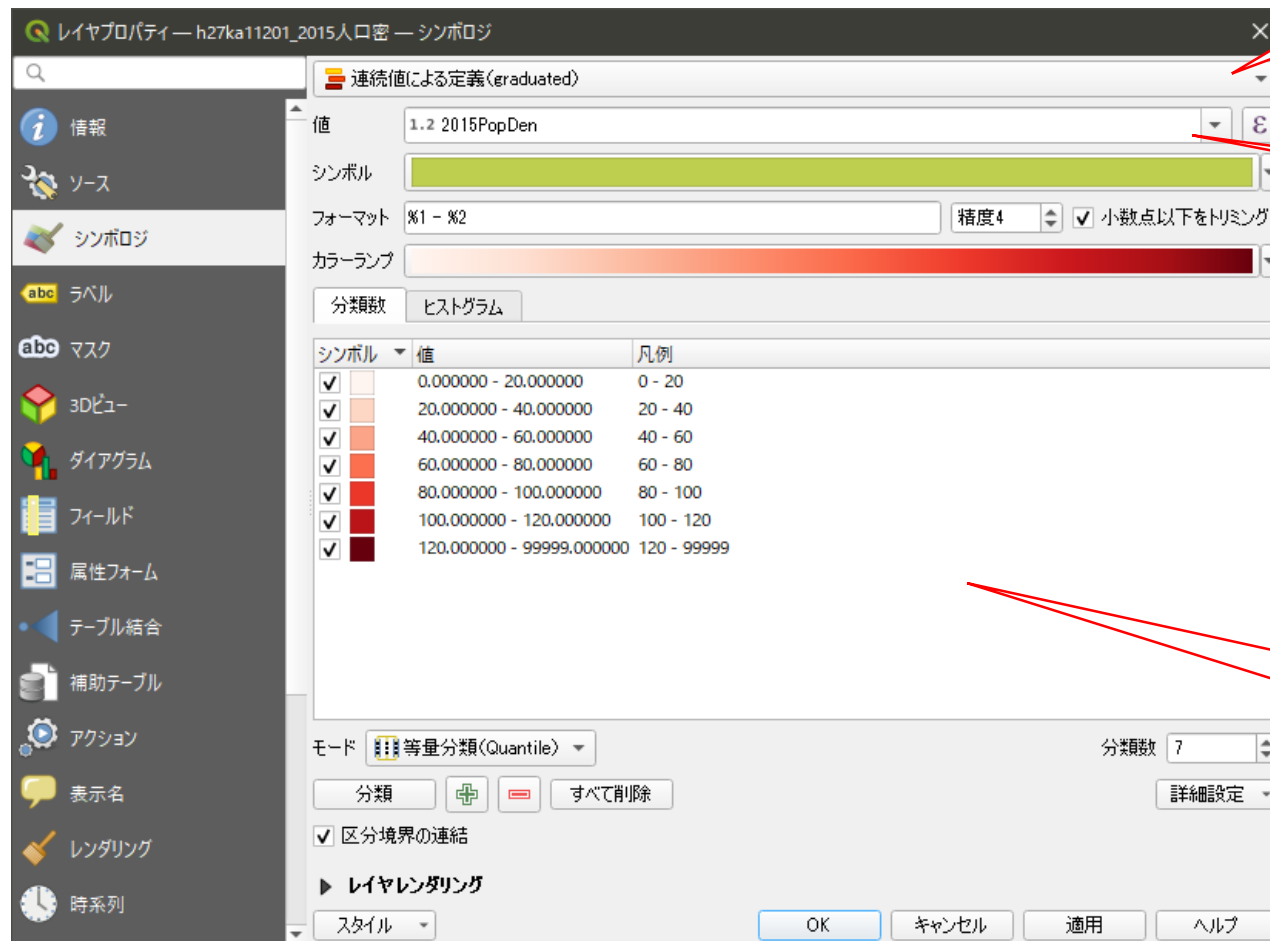 レイヤプロパティ — h27ka11201_2015人口密 — シンボロジ
連続値による定義(graduated)
情報
ソース
シンボロジ
abc ラベル
abc マスク
3Dビュー
ダイアグラム
フィールド
属性フォーム
テーブル結合
補助テーブル
アクション
表示名
レンダリング
時系列
値 1.2 2015PopDen ε
シンボル
フォーマット %1 - %2 精度4 小数点以下をトリミング
カラーランプ
分類数 ヒストグラム
シンボル 値 凡例
0.000000 - 20.000000 0 - 20
20.000000 - 40.000000 20 - 40
40.000000 - 60.000000 40 - 60
60.000000 - 80.000000 60 - 80
80.000000 - 100.000000 80 - 100
100.000000 - 120.000000 100 - 120
120.000000 - 99999.000000 120 - 99999
モード 等量分類(Quantile) 分類数 7
分類 すべて削除 詳細設定
区分境界の連結
レイヤレンダリング
スタイル OK キャンセル 適用 ヘルプ